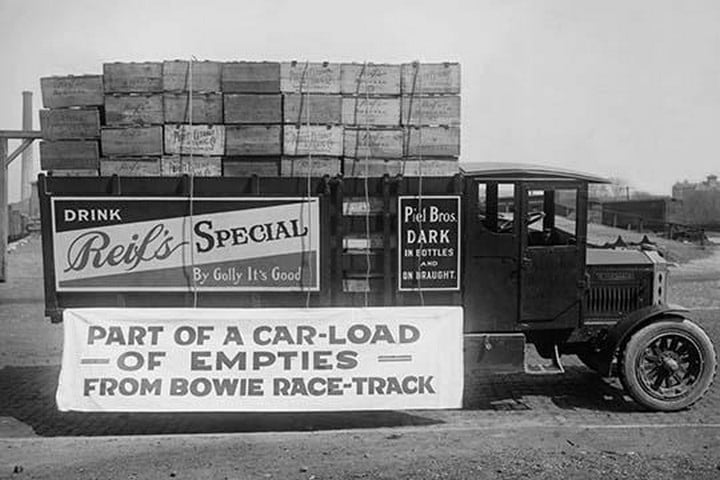 DRINK
Reif's SPECIAL
By Golly It's Good
Piel Bros.
DARK
IN BOTTLES
AND
ON DRAUGHT.
PART OF A CAR-LOAD
— OF EMPTIES —
FROM BOWIE RACE-TRACK